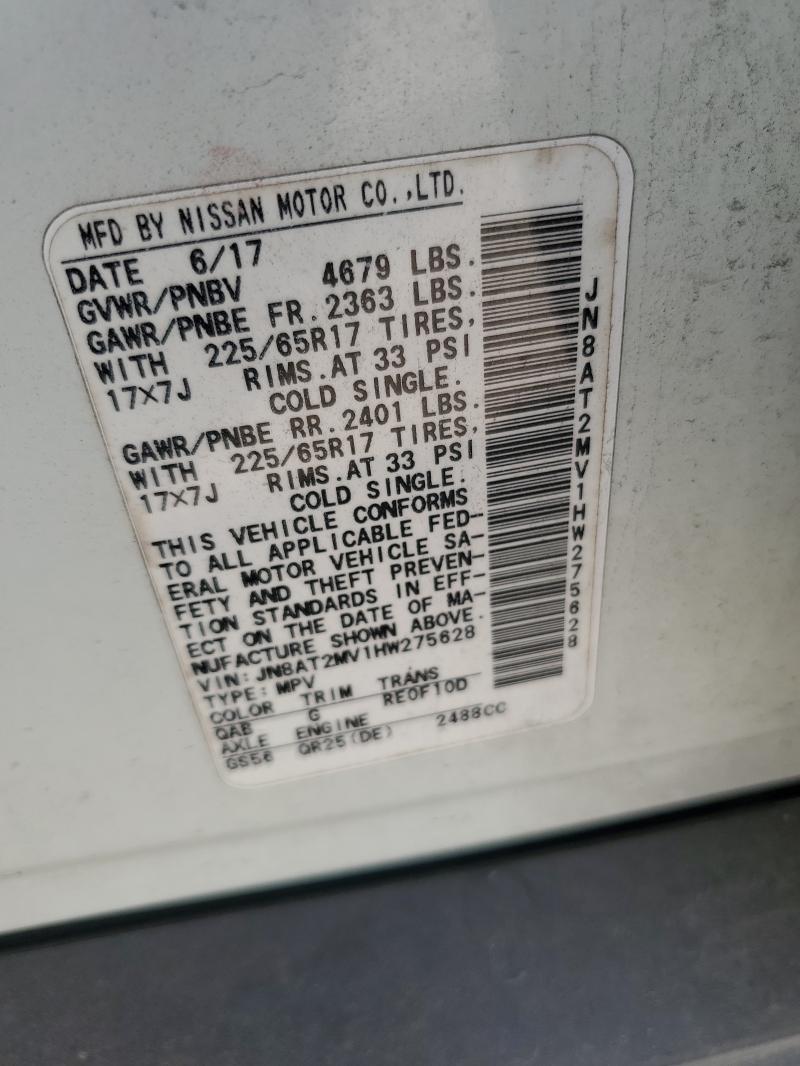 MFD BY NISSAN MOTOR CO.,LTD.
DATE 6/17
GVWR/PNBV 4679 LBS.
GAWR/PNBE FR.2363 LBS.
WITH 225/65R17 TIRES,
17X7J RIMS.AT 33 PSI
COLD SINGLE.
GAWR/PNBE RR.2401 LBS.
WITH 225/65R17 TIRES,
17X7J RIMS.AT 33 PSI
COLD SINGLE.
THIS VEHICLE CONFORMS
TO ALL APPLICABLE FED-
ERAL MOTOR VEHICLE SA-
FETY AND THEFT PREVEN-
TION STANDARDS IN EFF-
ECT ON THE DATE OF MA-
NUFACTURE SHOWN ABOVE.
VIN: JN8AT2MV1HW275628
TYPE: MPV
COLOR TRIM TRANS
QAB G RE0F10D
AXLE ENGINE
GS56 QR25(DE) 2488CC
JN8AT2MV1HW275628